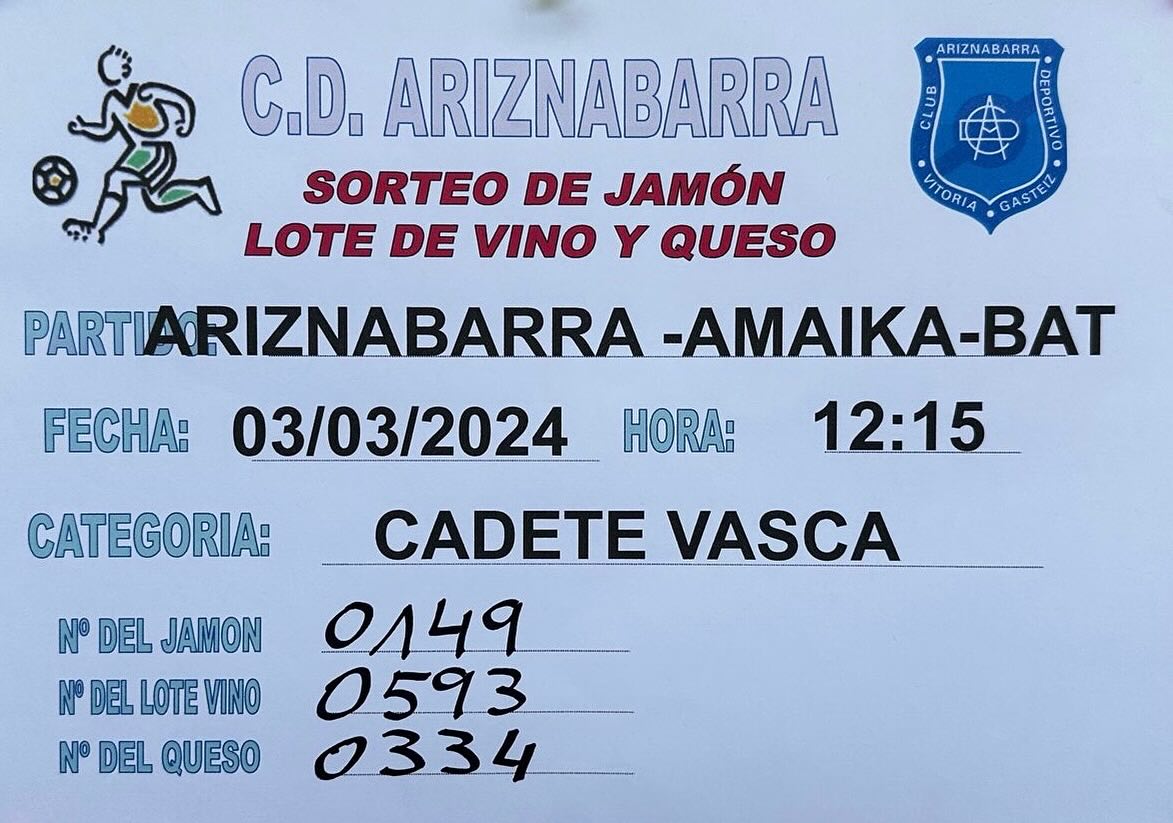 C.D. ARIZNABARRA
ARIZNABARRA
CLUB
DEPORTIVO
VITORIA GASTEIZ
SORTEO DE JAMÓN
LOTE DE VINO Y QUESO
PARTIDO: ARIZNABARRA -AMAIKA-BAT
FECHA: 03/03/2024 HORA: 12:15
CATEGORIA: CADETE VASCA
Nº DEL JAMON 0149
Nº DEL LOTE VINO 0593
Nº DEL QUESO 0334